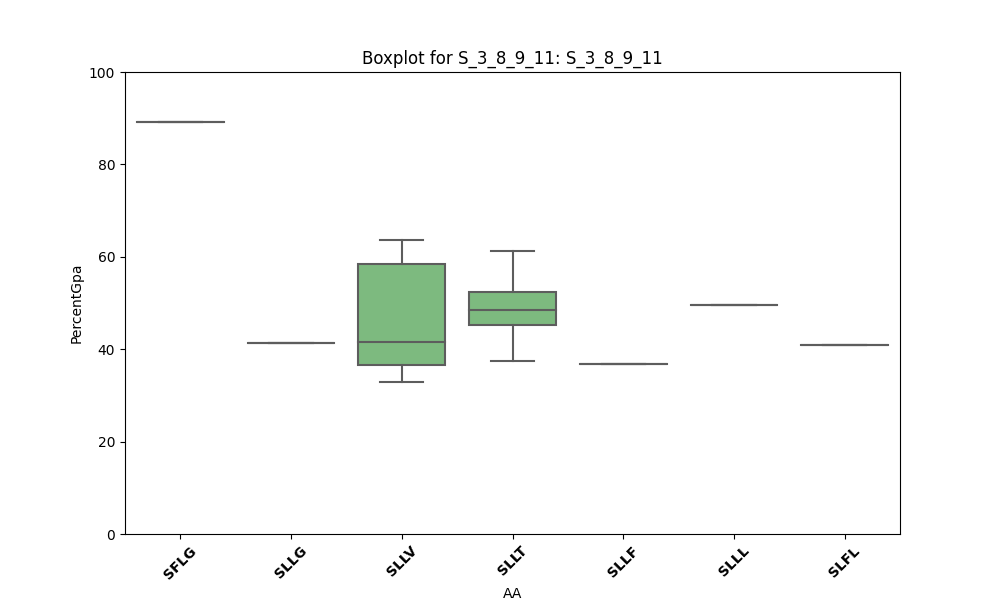 Boxplot for S_3_8_9_11: S_3_8_9_11
100
80
60
40
20
0
PercentGpa
SFLG
SLLG
SLLV
SLLT
SLLF
SLLL
SLFL
AA